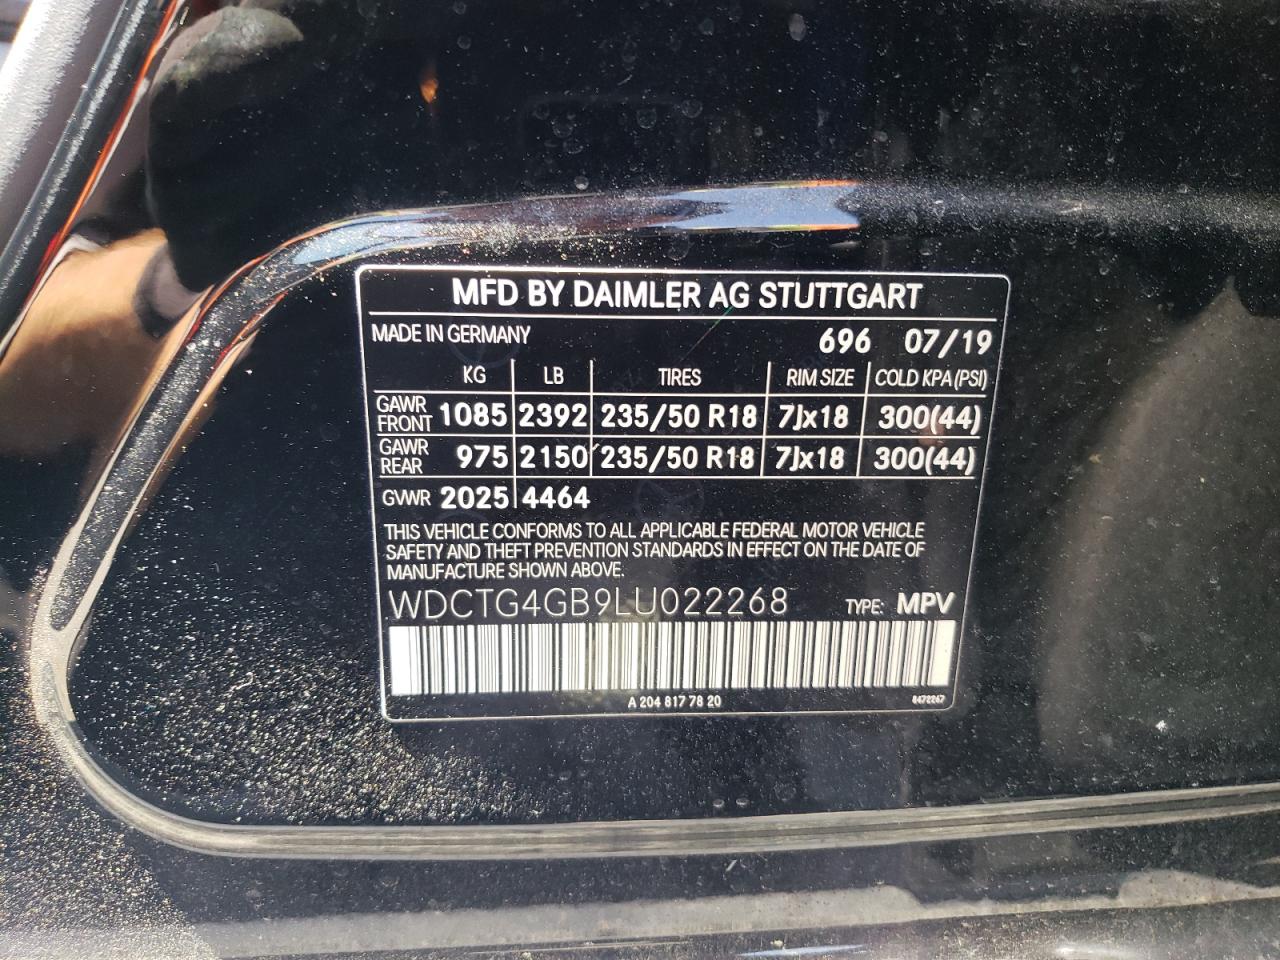 MFD BY DAIMLER AG STUTTGART
MADE IN GERMANY 696 07/19
KG LB TIRES RIM SIZE COLD KPA (PSI)
GAWR FRONT 1085 2392 235/50 R18 7Jx18 300(44)
GAWR REAR 975 2150 235/50 R18 7Jx18 300(44)
GVWR 2025 4464
THIS VEHICLE CONFORMS TO ALL APPLICABLE FEDERAL MOTOR VEHICLE
SAFETY AND THEFT PREVENTION STANDARDS IN EFFECT ON THE DATE OF
MANUFACTURE SHOWN ABOVE.
WDCTG4GB9LU022268 TYPE: MPV
A 204 817 78 20 8472267